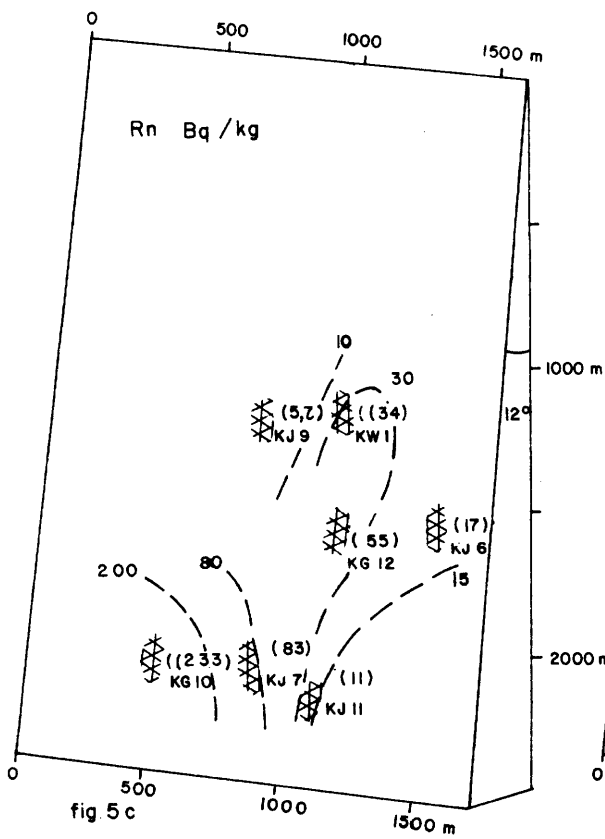 0 500 1000 1500 m
Rn Bq/kg
1000 m
10
30
12°
(5,7) ((34)
KJ 9 KW 1
(17)
KJ 6
(55)
KG 12
15
200 80
2000 m
((233) (83) (11)
KG 10 KJ 7 KJ 11
0 500 1000 1500 m
0
fig. 5 c